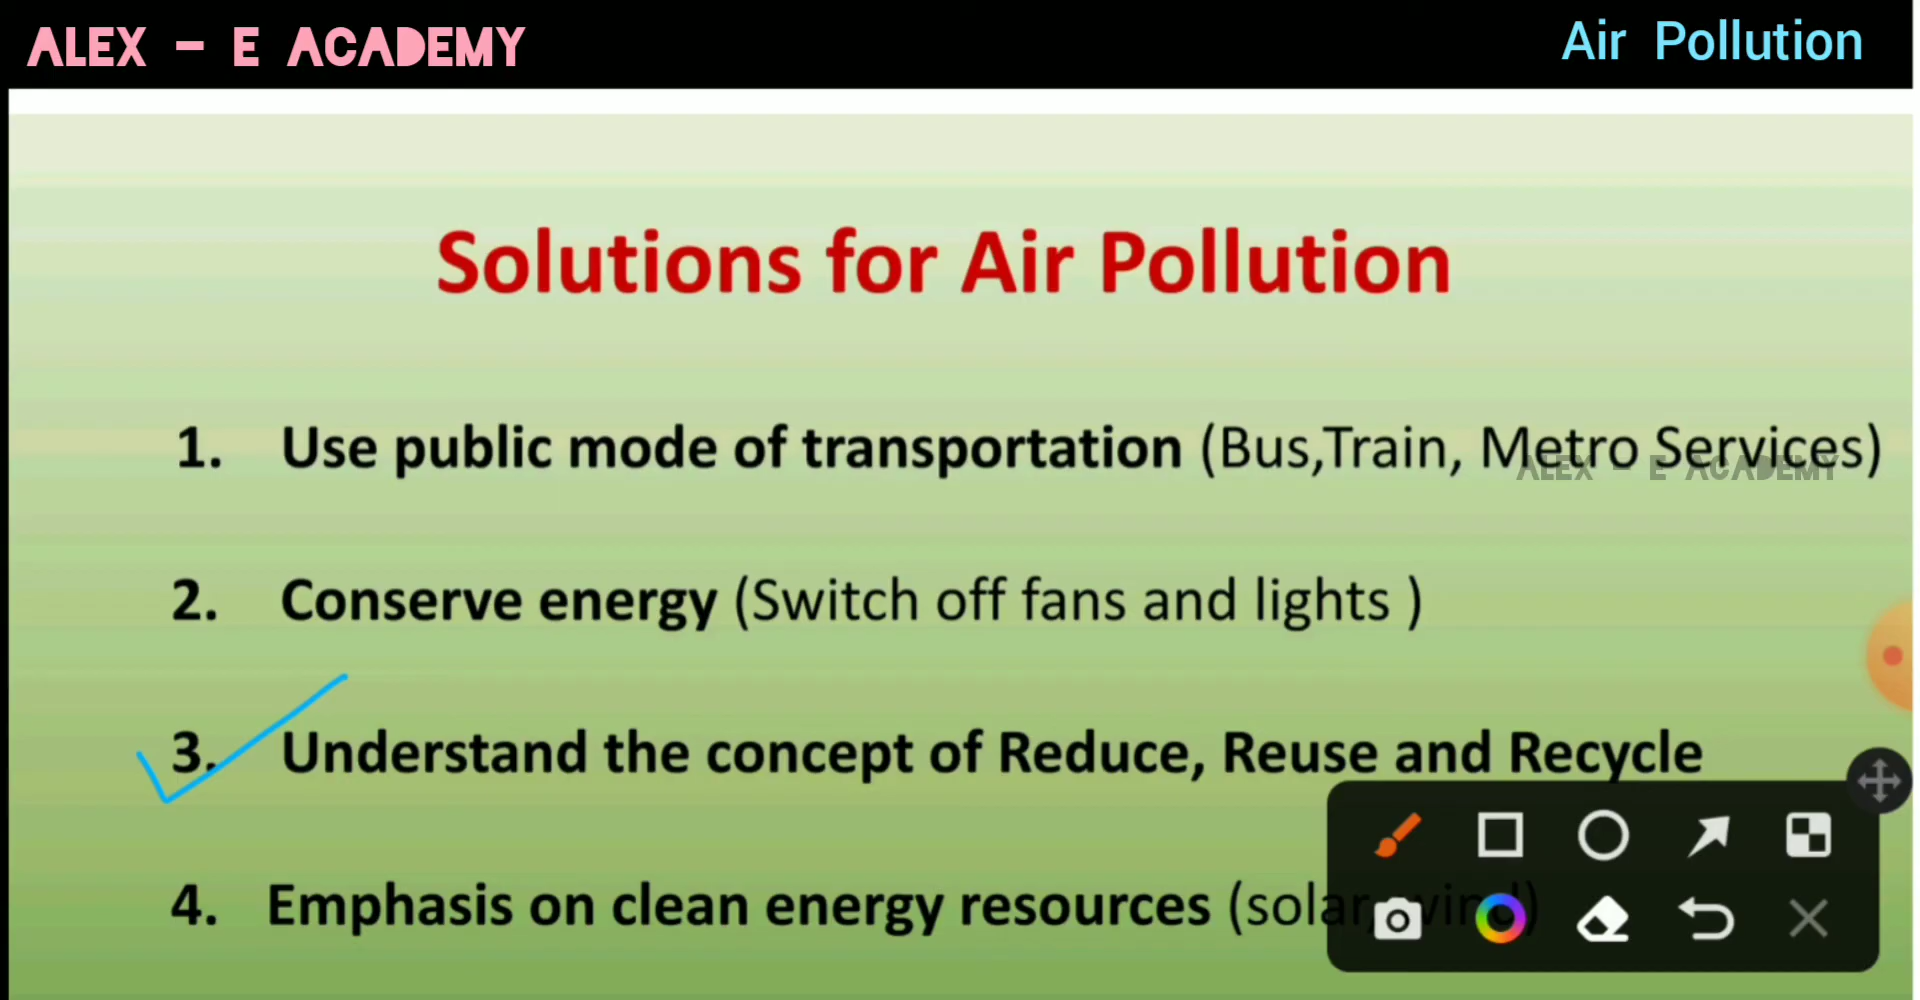 ALEX – E ACADEMY
Air Pollution
Solutions for Air Pollution
1. Use public mode of transportation (Bus,Train, Metro Services)
ALEX – E ACADEMY
2. Conserve energy (Switch off fans and lights )
3. Understand the concept of Reduce, Reuse and Recycle
4. Emphasis on clean energy resources (solar, wind)